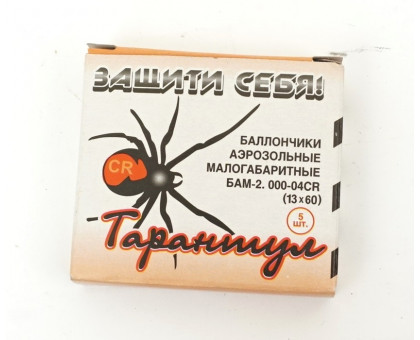 ЗАЩИТИ СЕБЯ!
CR
БАЛЛОНЧИКИ
АЭРОЗОЛЬНЫЕ
МАЛОГАБАРИТНЫЕ
БАМ-2. 000-04CR
(13х60)
5
шт.
Тарантул